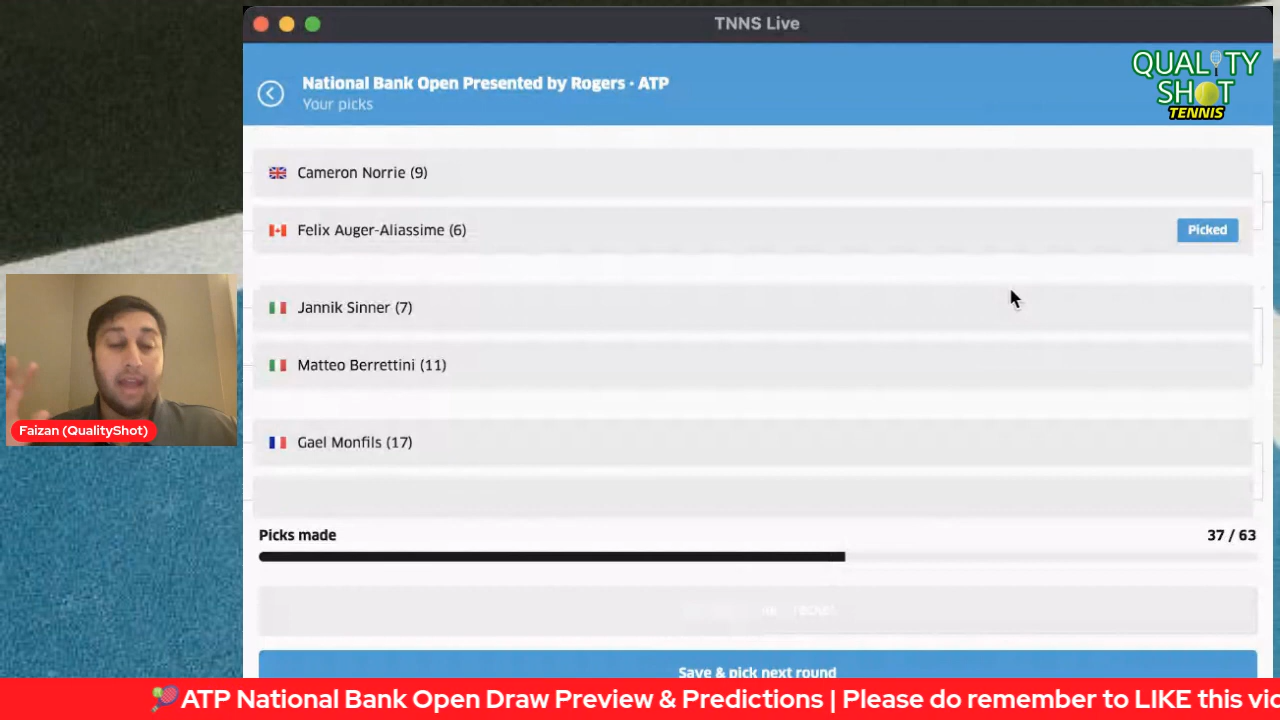 TNNS Live
National Bank Open Presented by Rogers · ATP
Your picks
QUALITY
SHOT
TENNIS
Cameron Norrie (9)
Felix Auger-Aliassime (6)
Picked
Jannik Sinner (7)
Matteo Berrettini (11)
Faizan (QualityShot)
Gael Monfils (17)
Picks made
37 / 63
Save & pick next round
ATP National Bank Open Draw Preview & Predictions | Please do remember to LIKE this